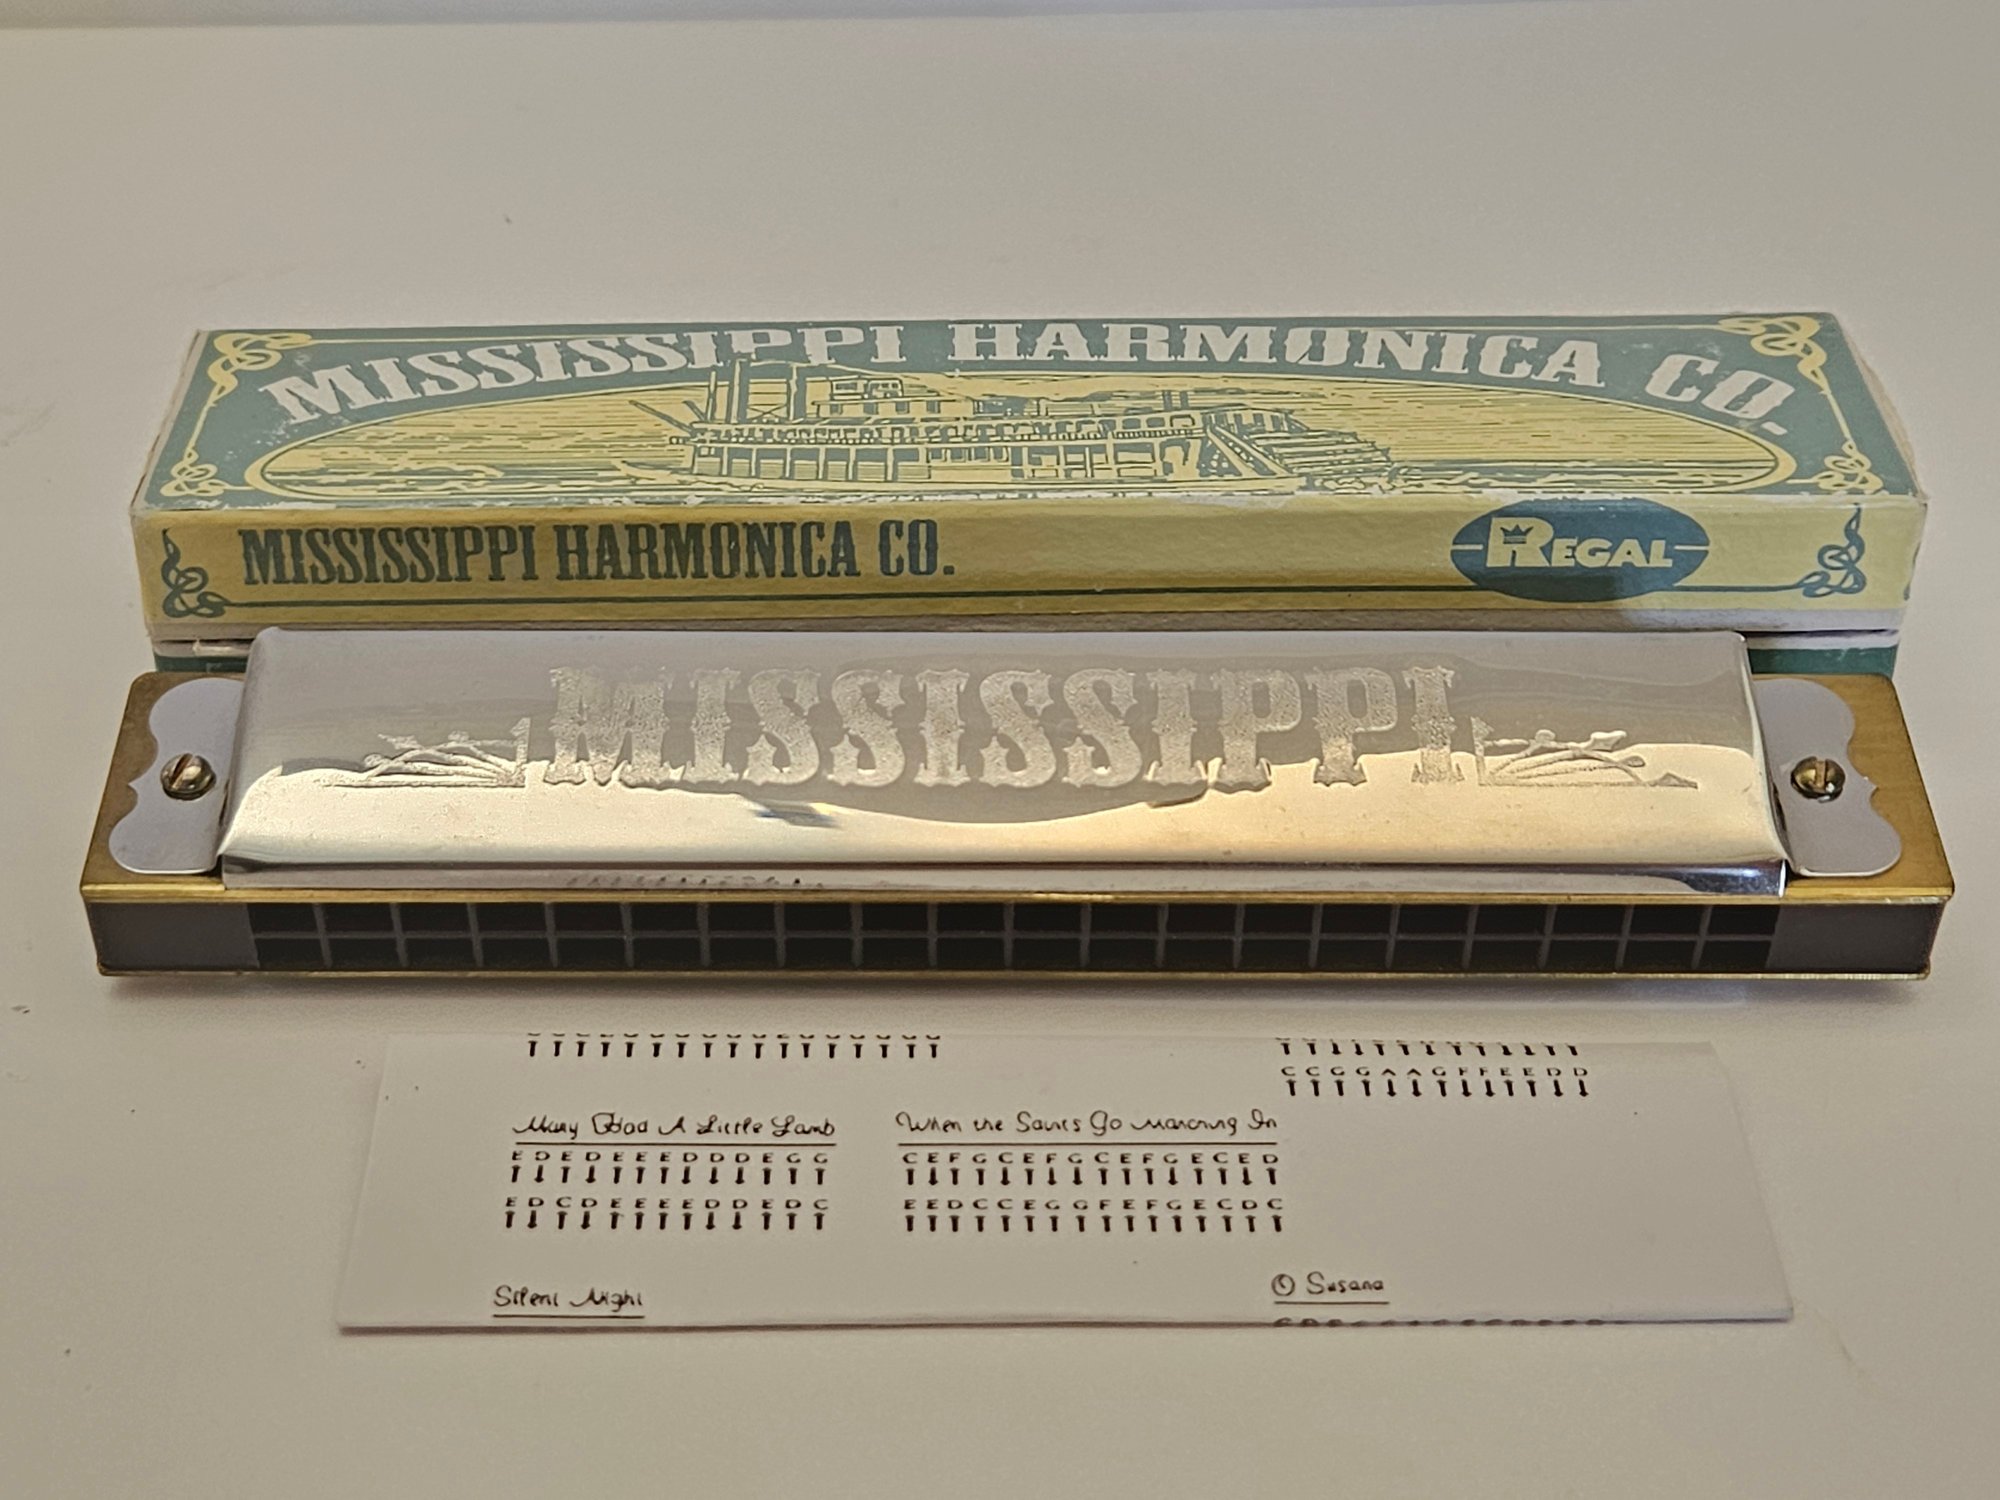 MISSISSIPPI HARMONICA CO.
MISSISSIPPI HARMONICA CO.
REGAL
MISSISSIPPI
C C G G A A G F F E E D D
Mary Had A Little Lamb
E D E D E E E D D D E G G
E D C D E E E E D D E D C
When the Saints Go Marching In
C E F G C E F G C E F G E C E D
E E D C C E G G F E F G E C D C
Silent Night
O Susana